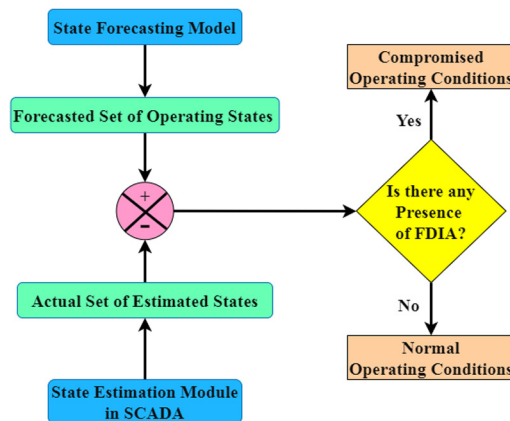 State Forecasting Model
Forecasted Set of Operating States
+
-
Actual Set of Estimated States
State Estimation Module
in SCADA
Is there any
Presence
of FDIA?
Yes
Compromised
Operating Conditions
No
Normal
Operating Conditions